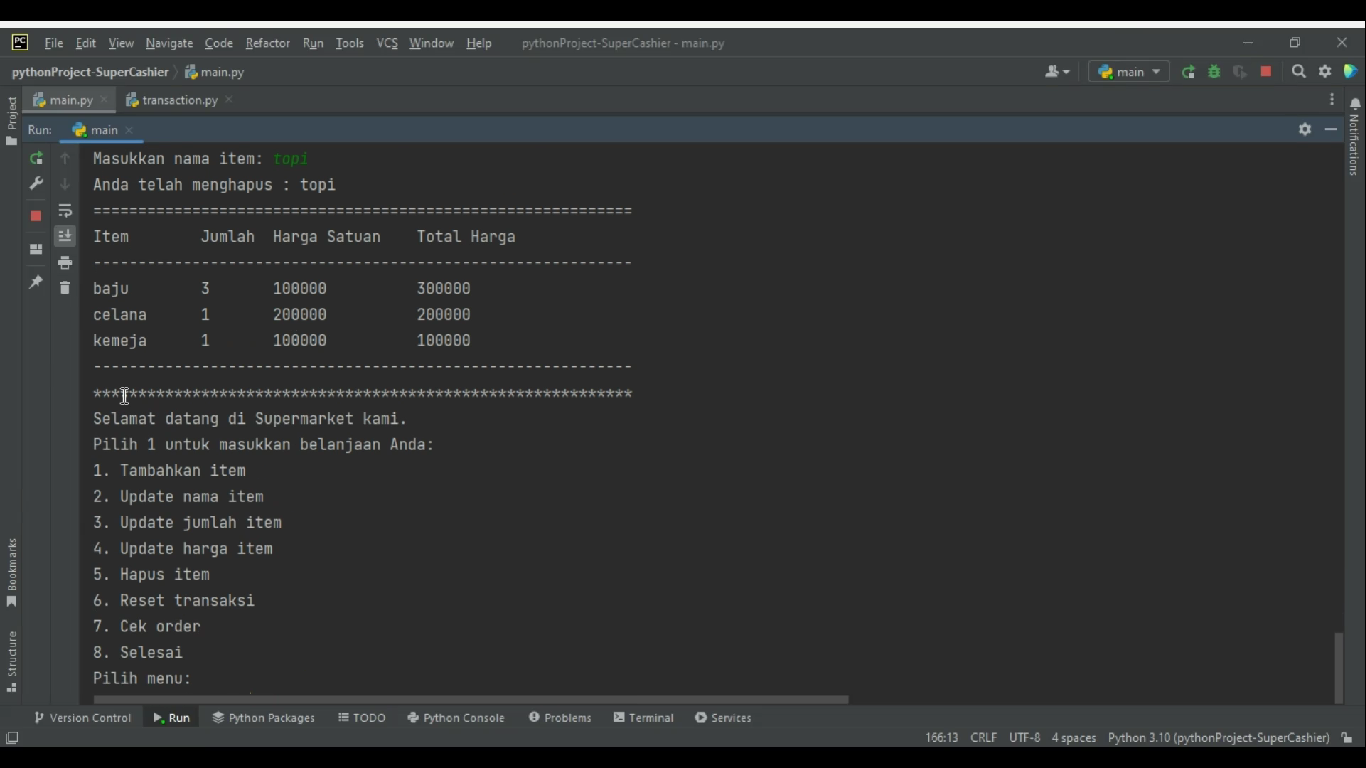 PC File Edit View Navigate Code Refactor Run Tools VCS Window Help pythonProject-SuperCashier - main.py
pythonProject-SuperCashier main.py main
Project main.py transaction.py
Run: main
Notifications
Masukkan nama item: topi
Anda telah menghapus : topi
============================================================
Item Jumlah Harga Satuan Total Harga
------------------------------------------------------------
baju 3 100000 300000
celana 1 200000 200000
kemeja 1 100000 100000
------------------------------------------------------------
************************************************************
Selamat datang di Supermarket kami.
Pilih 1 untuk masukkan belanjaan Anda:
1. Tambahkan item
2. Update nama item
3. Update jumlah item
4. Update harga item
5. Hapus item
6. Reset transaksi
7. Cek order
8. Selesai
Pilih menu:
Bookmarks
Structure
Version Control Run Python Packages TODO Python Console Problems Terminal Services
166:13 CRLF UTF-8 4 spaces Python 3.10 (pythonProject-SuperCashier)